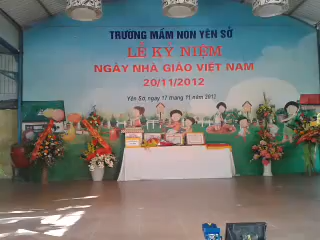 TRƯỜNG MẦM NON YÊN SỞ
LỄ KỶ NIỆM
NGÀY NHÀ GIÁO VIỆT NAM
20/11/2012
Yên Sở, ngày 17 tháng 11 năm 2012